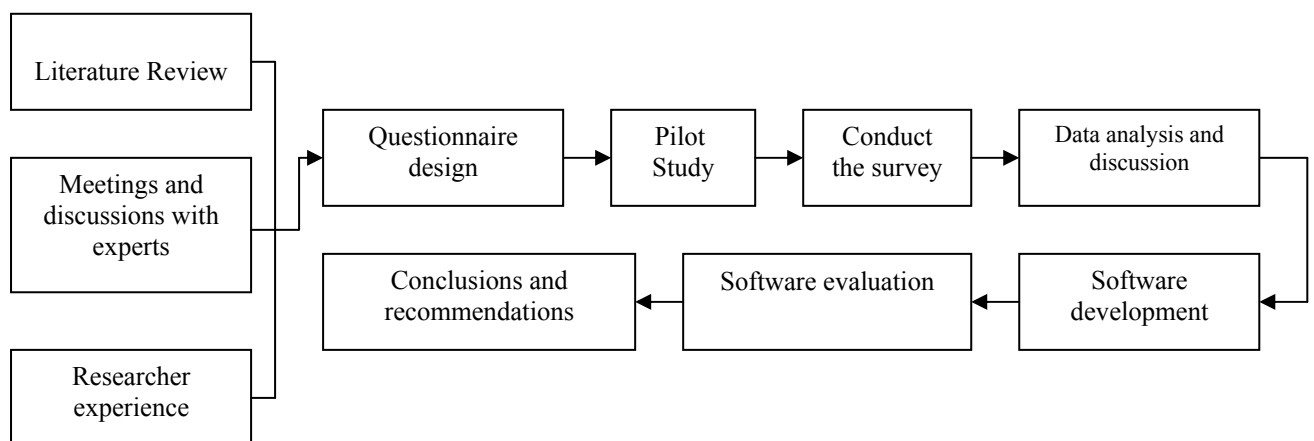 Literature Review
Meetings and
discussions with
experts
Researcher
experience
Questionnaire
design
Pilot
Study
Conduct
the survey
Data analysis and
discussion
Software
development
Software evaluation
Conclusions and
recommendations